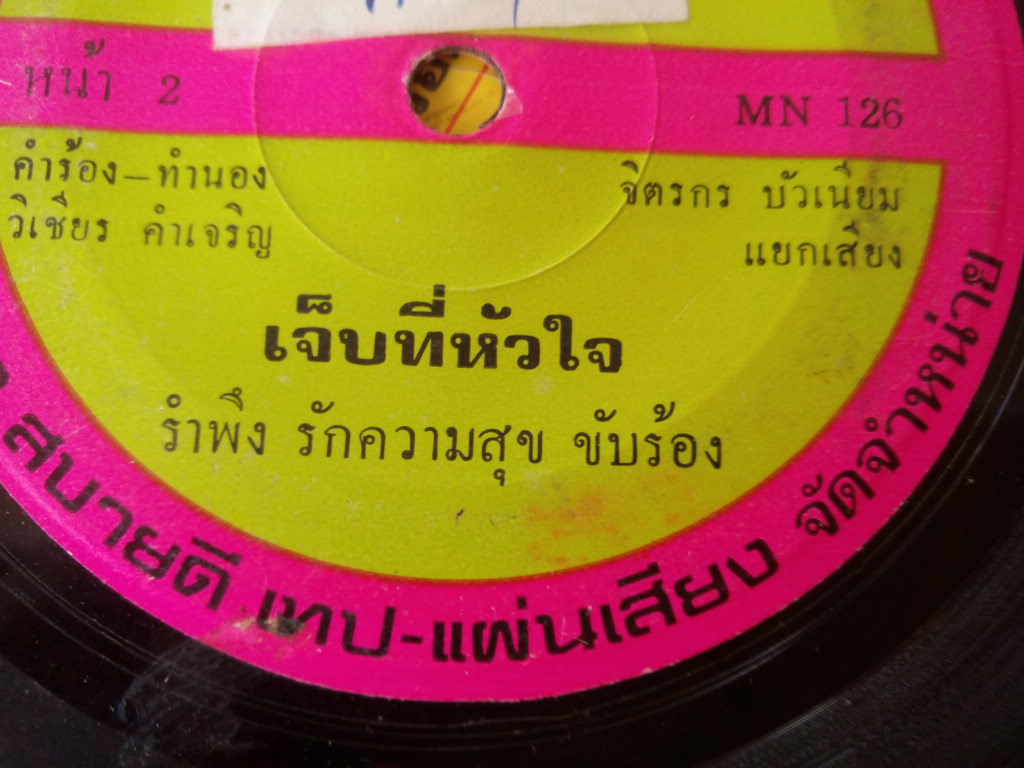 หน้า 2
MN 126
คำร้อง–ทำนอง
วิเชียร คำเจริญ
จิตรกร บัวเนียม
แยกเสียง
เจ็บที่หัวใจ
รำพึง รักความสุข ขับร้อง
สบายดี เทป-แผ่นเสียง จัดจำหน่าย